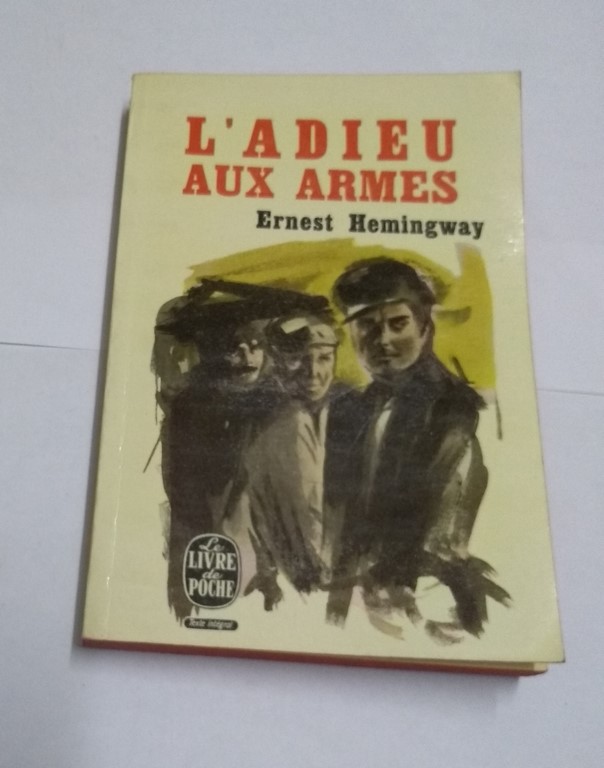 L'ADIEU
AUX ARMES
Ernest Hemingway
Le
LIVRE
de
POCHE
Texte intégral